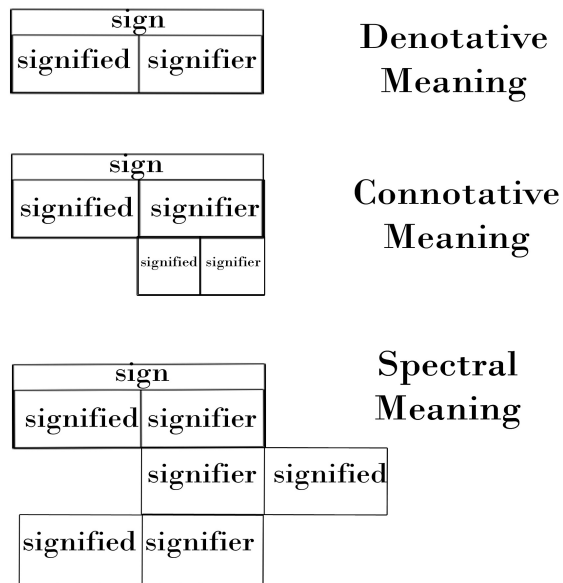 sign
signified signifier
Denotative
Meaning
sign
signified signifier
signified signifier
Connotative
Meaning
sign
signified signifier
signifier signified
signified signifier
Spectral
Meaning